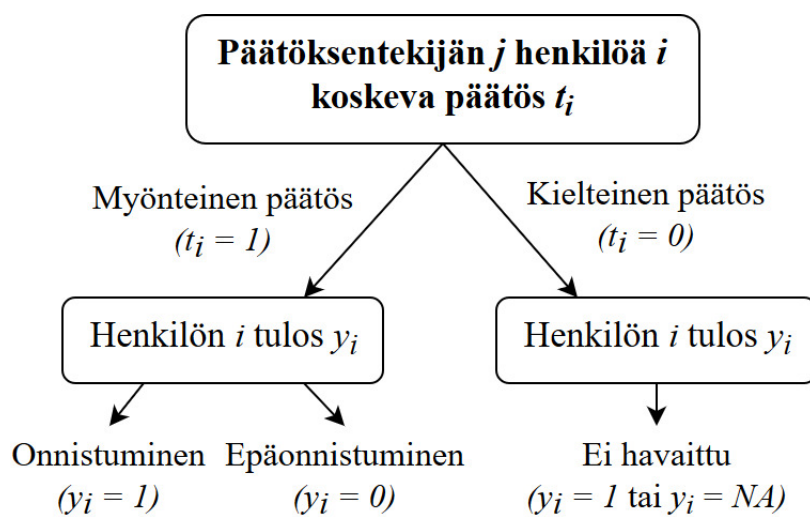 Päätöksentekijän j henkilöä i
koskeva päätös tᵢ
Myönteinen päätös
(tᵢ = 1)
Kielteinen päätös
(tᵢ = 0)
Henkilön i tulos yᵢ
Henkilön i tulos yᵢ
Onnistuminen
(yᵢ = 1)
Epäonnistuminen
(yᵢ = 0)
Ei havaittu
(yᵢ = 1 tai yᵢ = NA)